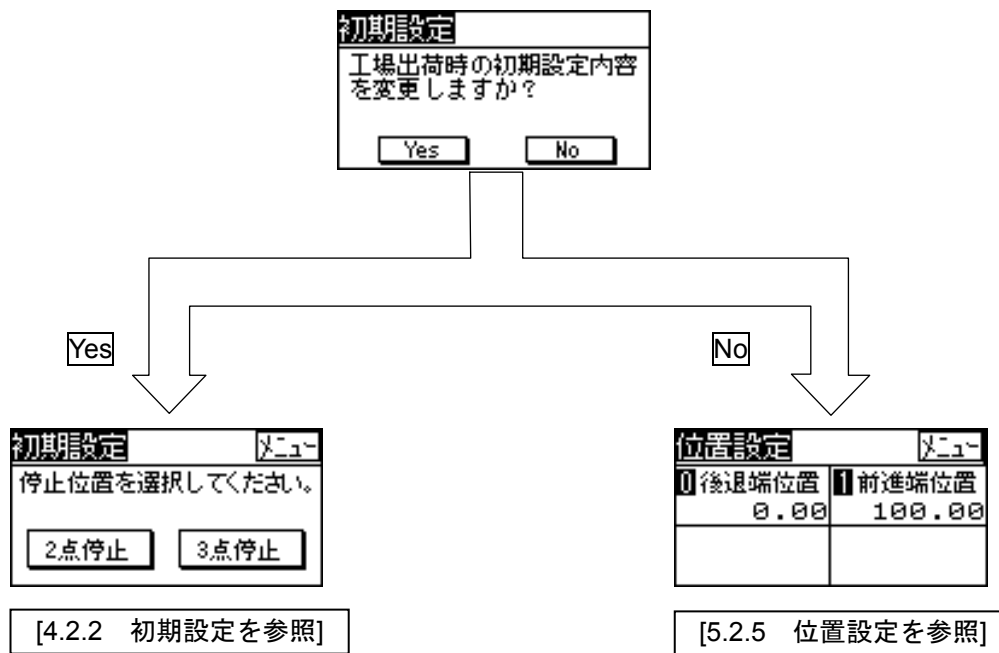 初期設定
工場出荷時の初期設定内容
を変更しますか?
Yes No
Yes
No
初期設定 メニュー
停止位置を選択してください。
2点停止 3点停止
[4.2.2 初期設定を参照]
位置設定 メニュー
0 後退端位置 1 前進端位置
0.00 100.00
[5.2.5 位置設定を参照]